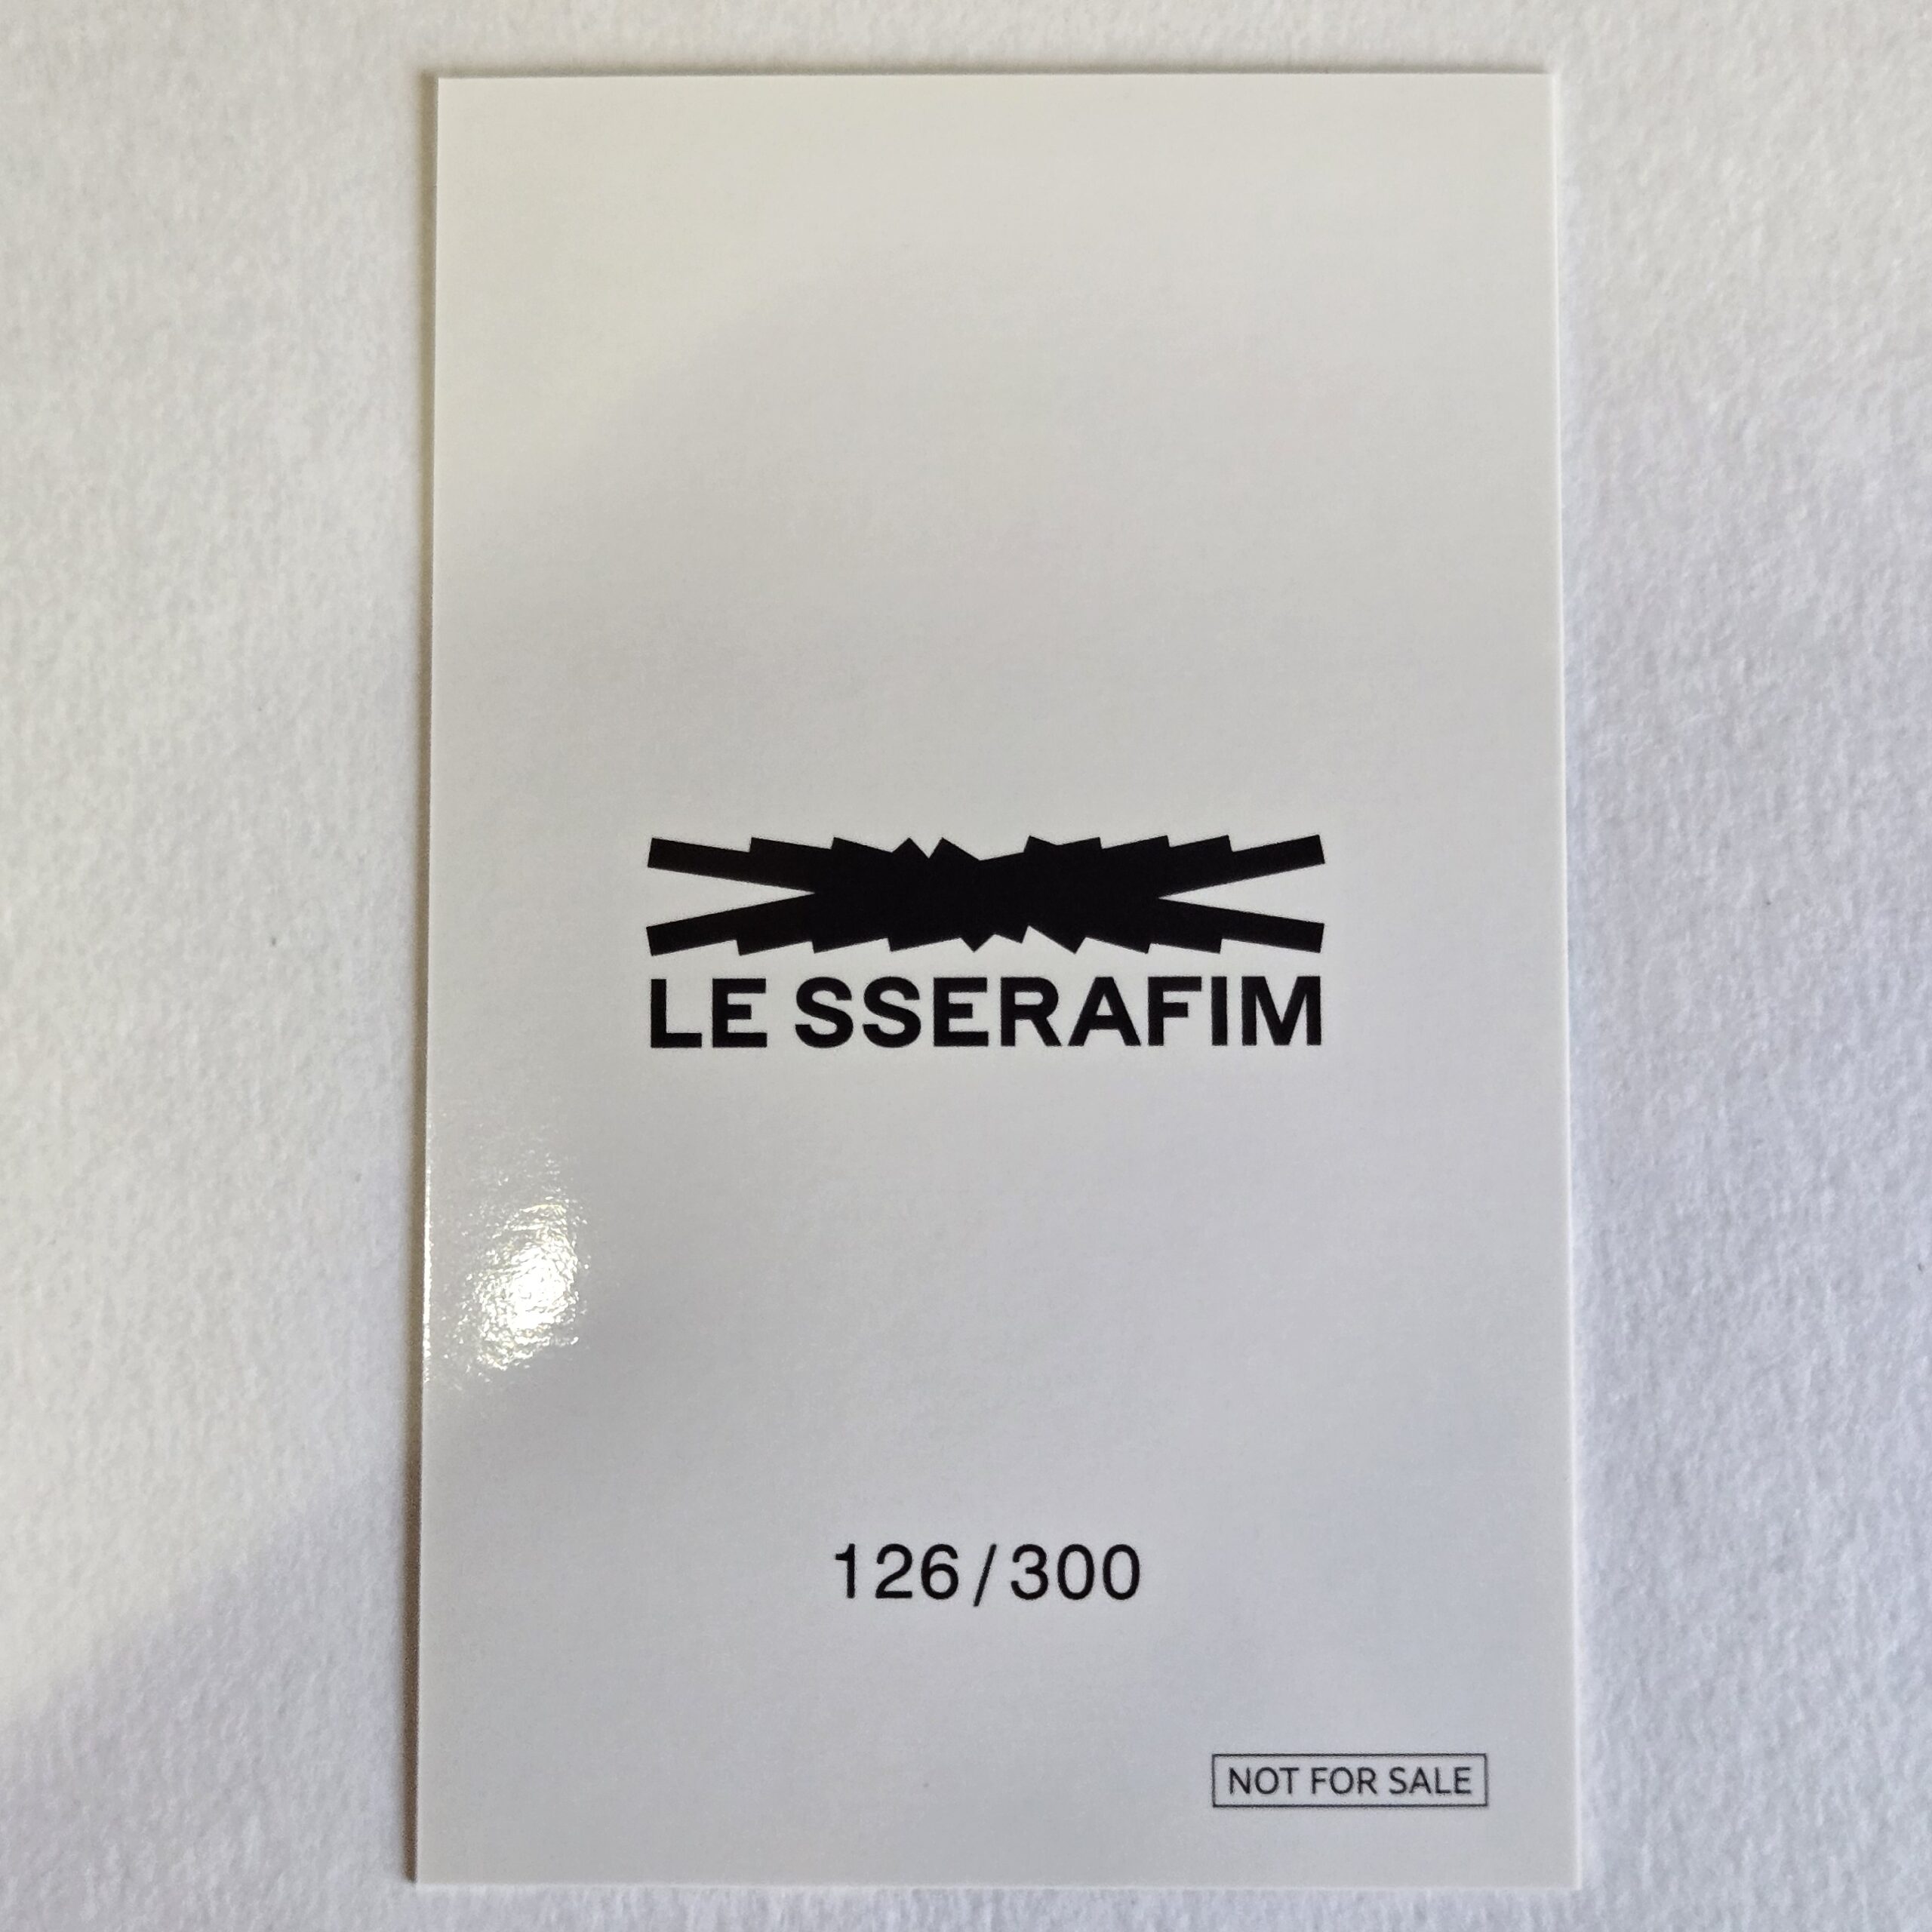 LE SSERAFIM
126/300
NOT FOR SALE